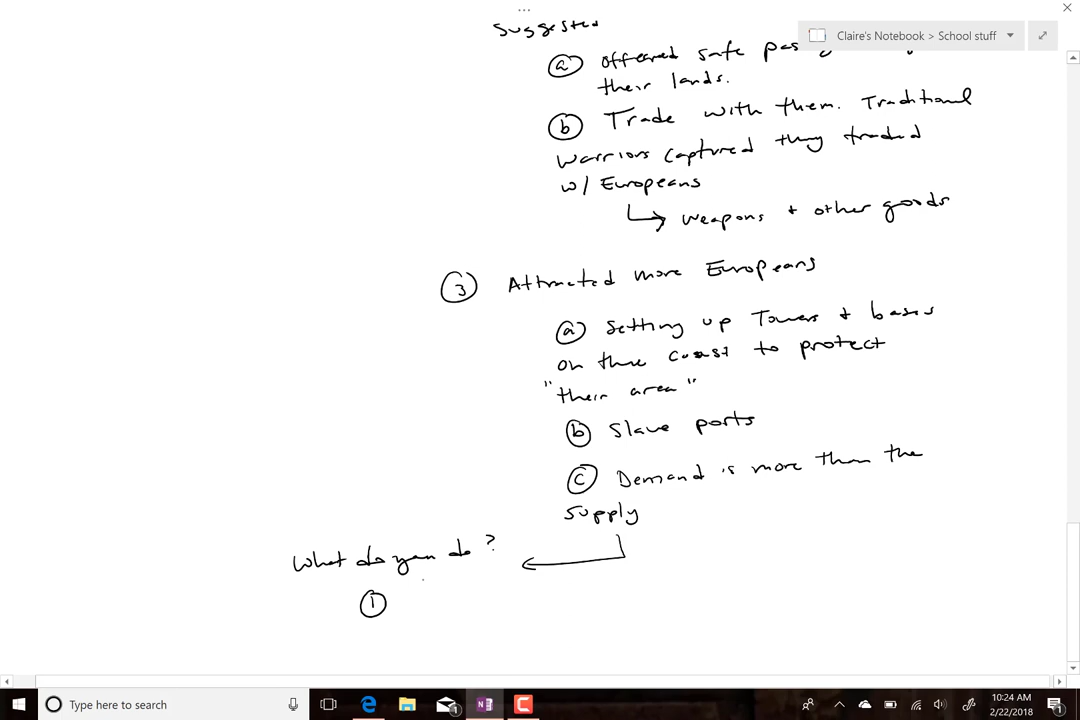 Suggested
Claire's Notebook > School stuff
(a) offered safe
their lands.
(b) Trade with them. Traditional
warriors captured they traded
w/ Europeans
↳ weapons + other goods
(3) Attracted more Europeans
(a) Setting up Towers + bases
on the coast to protect
"their area"
(b) Slave ports
(c) Demand is more than the
supply
What do you do?
(1)
Type here to search
10:24 AM
2/22/2018